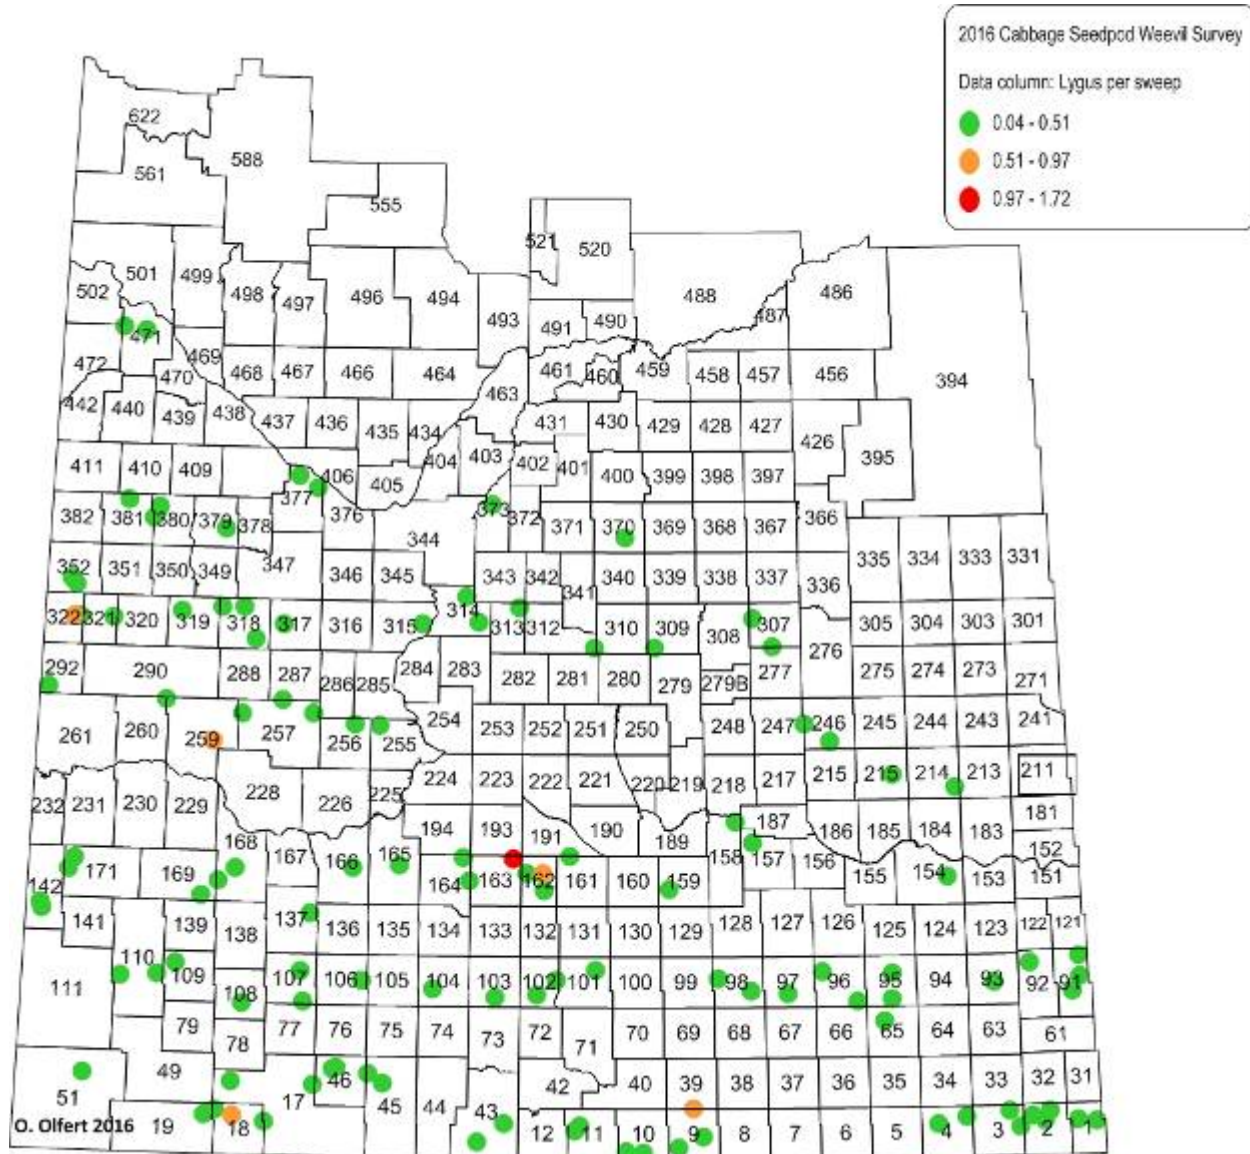 2016 Cabbage Seedpod Weevil Survey
Data column: Lygus per sweep
0.04 - 0.51
0.51 - 0.97
0.97 - 1.72
622
588
561
555
521 520
501 499 498 497 496 494 488 486
502 493 491 490 487
471
472 469 468 467 466 464 461 460 459 458 457 456 394
470 463
442 440 439 438 437 436 435 434 431 430 429 428 427 426
411 410 409 406 405 404 403 402 401 400 399 398 397 395
377
382 381 380 379 378 376 344 373 372 371 370 369 368 367 366
352 351 350 349 347 346 345 343 342 341 340 339 338 337 336 335 334 333 331
322 321 320 319 318 317 316 315 314 313 312 310 309 308 307 305 304 303 301
292 290 288 287 286 285 284 283 282 281 280 279 279B 277 276 275 274 273 271
261 260 259 257 256 255 254 253 252 251 250 248 247 246 245 244 243 241
232 231 230 229 228 226 225 224 223 222 221 220 219 218 217 215 215 214 213 211
168 167 166 165 194 193 191 190 189 187 186 185 184 183 181
142 171 169 164 163 162 161 160 159 158 157 156 155 154 153 152 151
141 139 138 137 136 135 134 133 132 131 130 129 128 127 126 125 124 123 122 121
111 110 109 108 107 106 105 104 103 102 101 100 99 98 97 96 95 94 93 92 91
79 78 77 76 75 74 73 72 71 70 69 68 67 66 65 64 63 61
51 49 17 46 45 44 43 42 40 39 38 37 36 35 34 33 32 31
19 18 12 11 10 9 8 7 6 5 4 3 2 1
O. Olfert 2016